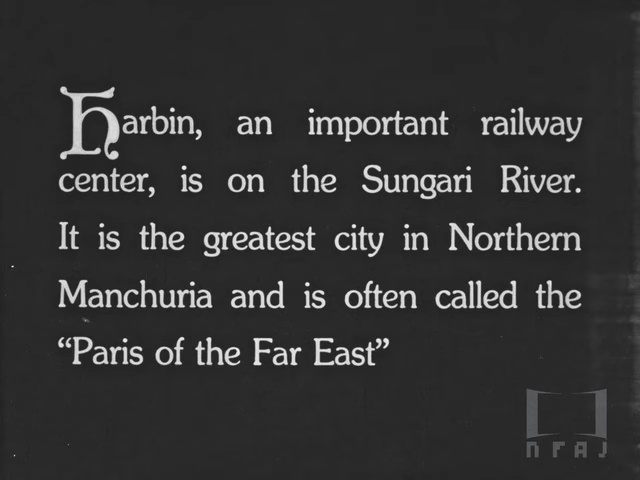 Harbin, an important railway
center, is on the Sungari River.
It is the greatest city in Northern
Manchuria and is often called the
“Paris of the Far East”
NFAJ